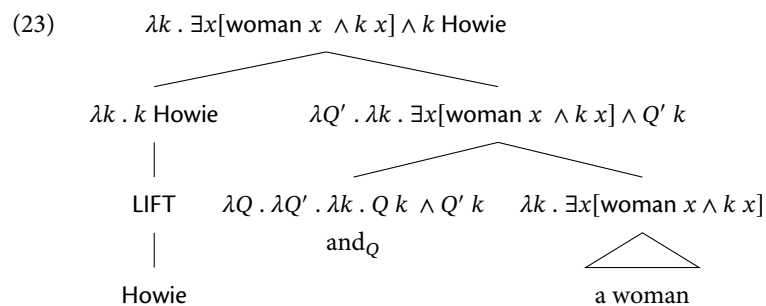 (23) λk . ∃x[woman x ∧ k x] ∧ k Howie
λk . k Howie λQ′ . λk . ∃x[woman x ∧ k x] ∧ Q′ k
LIFT λQ . λQ′ . λk . Q k ∧ Q′ k λk . ∃x[woman x ∧ k x]
and_Q
Howie a woman